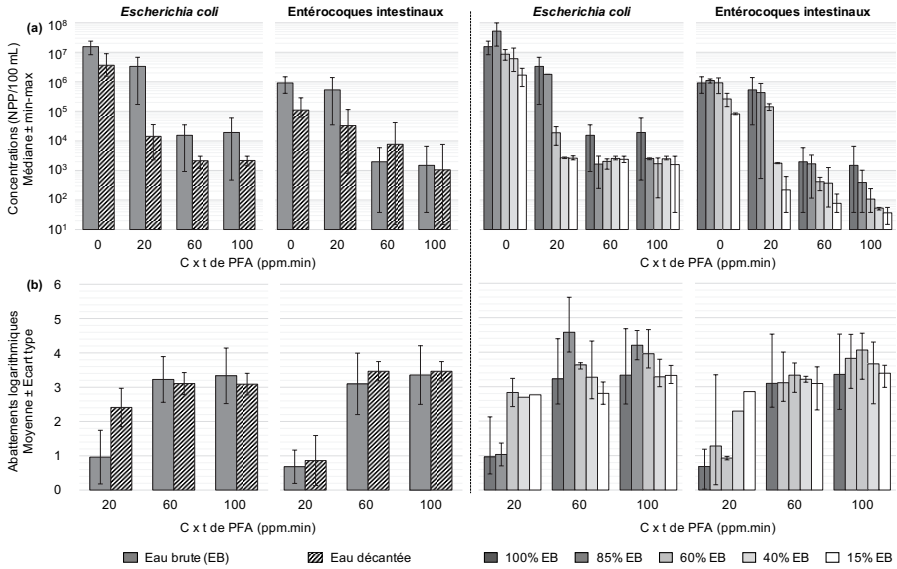 Escherichia coli Entérocoques intestinaux Escherichia coli Entérocoques intestinaux
(a)
Concentrations (NPP/100 mL)
Médiane ± min-max
10⁸
10⁷
10⁶
10⁵
10⁴
10³
10²
10¹
0 20 60 100 0 20 60 100 0 20 60 100 0 20 60 100
C x t de PFA (ppm.min) C x t de PFA (ppm.min)
(b)
Abattements logarithmiques
Moyenne ± Ecart type
6
5
4
3
2
1
0
20 60 100 20 60 100 20 60 100 20 60 100
C x t de PFA (ppm.min) C x t de PFA (ppm.min)
Eau brute (EB) Eau décantée 100% EB 85% EB 60% EB 40% EB 15% EB